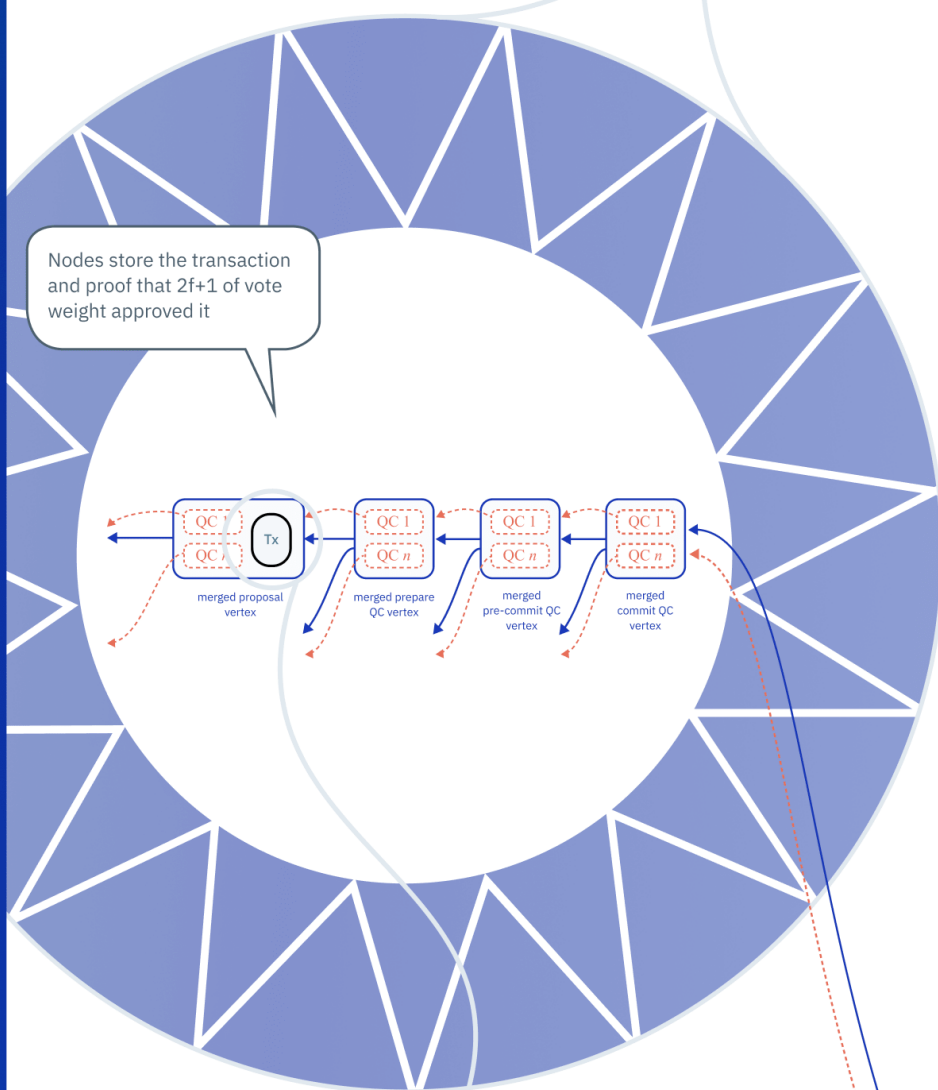 Nodes store the transaction
and proof that 2f+1 of vote
weight approved it
QC
QC
Tx
QC 1
QC n
QC 1
QC n
QC 1
QC n
merged proposal
vertex
merged prepare
QC vertex
merged
pre-commit QC
vertex
merged
commit QC
vertex